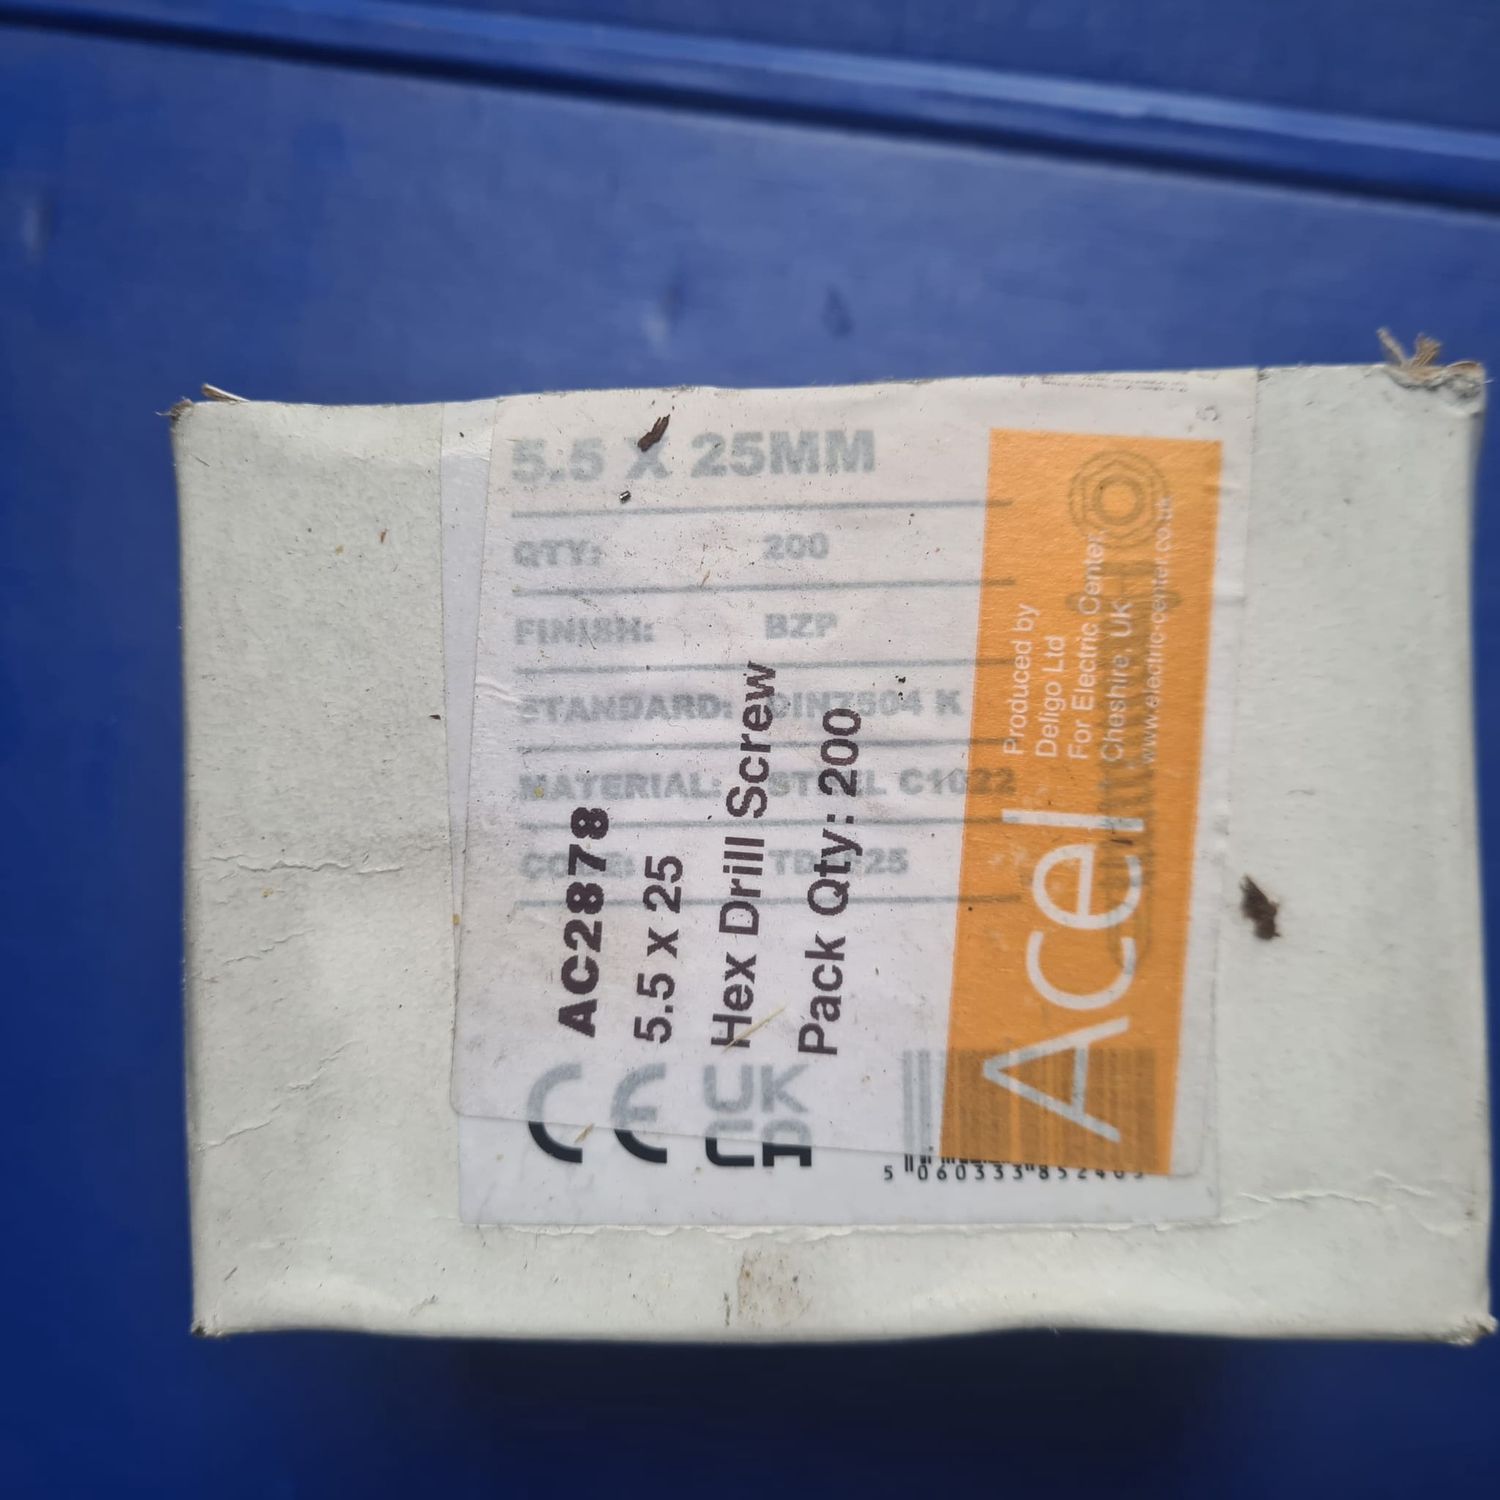 5.5 X 25MM
QTY: 200
FINISH: BZP
STANDARD: DIN7504 K
MATERIAL: STEEL C1022
CODE:
CE
UK
CA
AC2878
5.5 x 25
Hex Drill Screw
Pack Qty: 200
Acel
Produced by
Deligo Ltd
For Electric Center,
Cheshire, UK
www.electric-center.co.uk